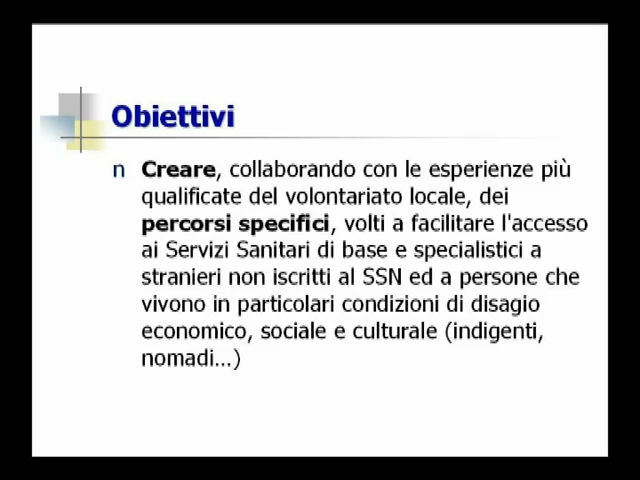 Obiettivi
n Creare, collaborando con le esperienze più
qualificate del volontariato locale, dei
percorsi specifici, volti a facilitare l'accesso
ai Servizi Sanitari di base e specialistici a
stranieri non iscritti al SSN ed a persone che
vivono in particolari condizioni di disagio
economico, sociale e culturale (indigenti,
nomadi...)